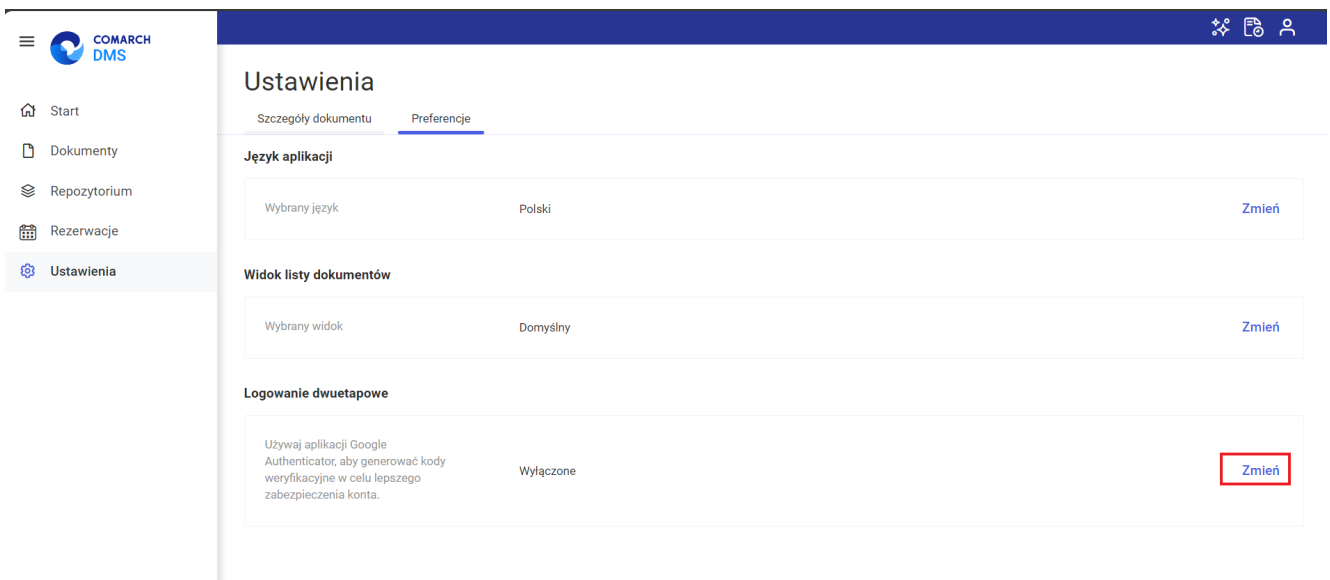 COMARCH
DMS
Start
Dokumenty
Repozytorium
Rezerwacje
Ustawienia
Ustawienia
Szczegóły dokumentu Preferencje
Język aplikacji
Wybrany język Polski Zmień
Widok listy dokumentów
Wybrany widok Domyślny Zmień
Logowanie dwuetapowe
Używaj aplikacji Google
Authenticator, aby generować kody
weryfikacyjne w celu lepszego
zabezpieczenia konta.
Wyłączone Zmień